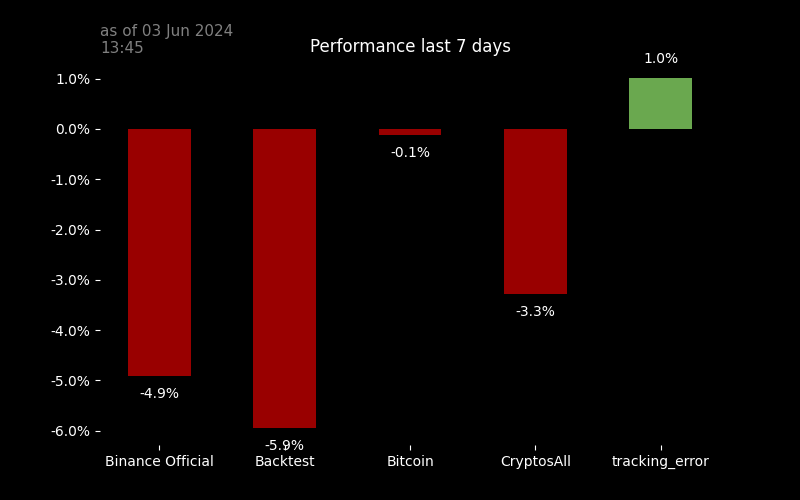 as of 03 Jun 2024
13:45
Performance last 7 days
1.0%
1.0%
0.0%
-1.0%
-2.0%
-3.0%
-4.0%
-5.0%
-6.0%
-0.1%
-3.3%
-4.9%
-5.9%
Binance Official
Backtest
Bitcoin
CryptosAll
tracking_error